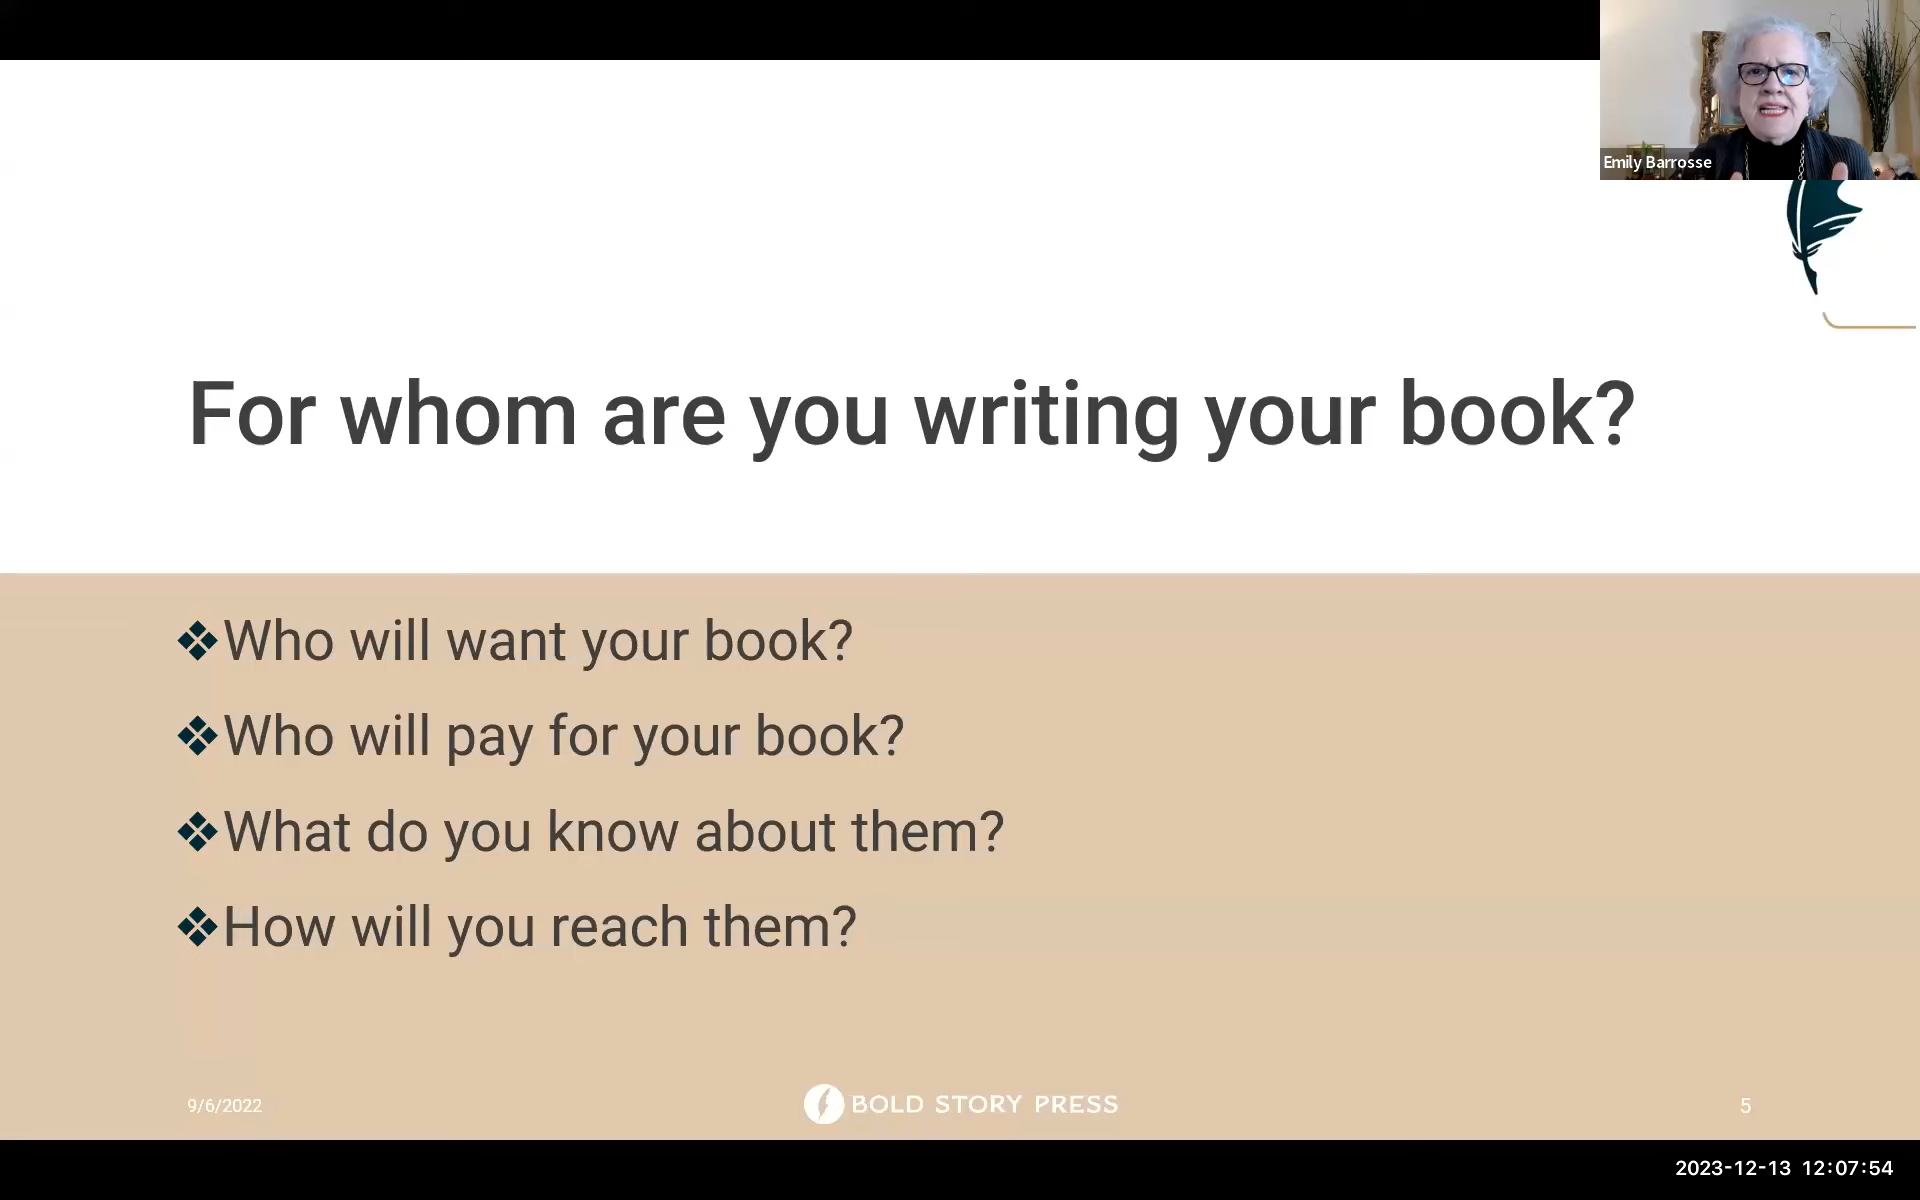 Emily Barrosse
For whom are you writing your book?
❖Who will want your book?
❖Who will pay for your book?
❖What do you know about them?
❖How will you reach them?
9/6/2022
BOLD STORY PRESS
5
2023-12-13 12:07:54